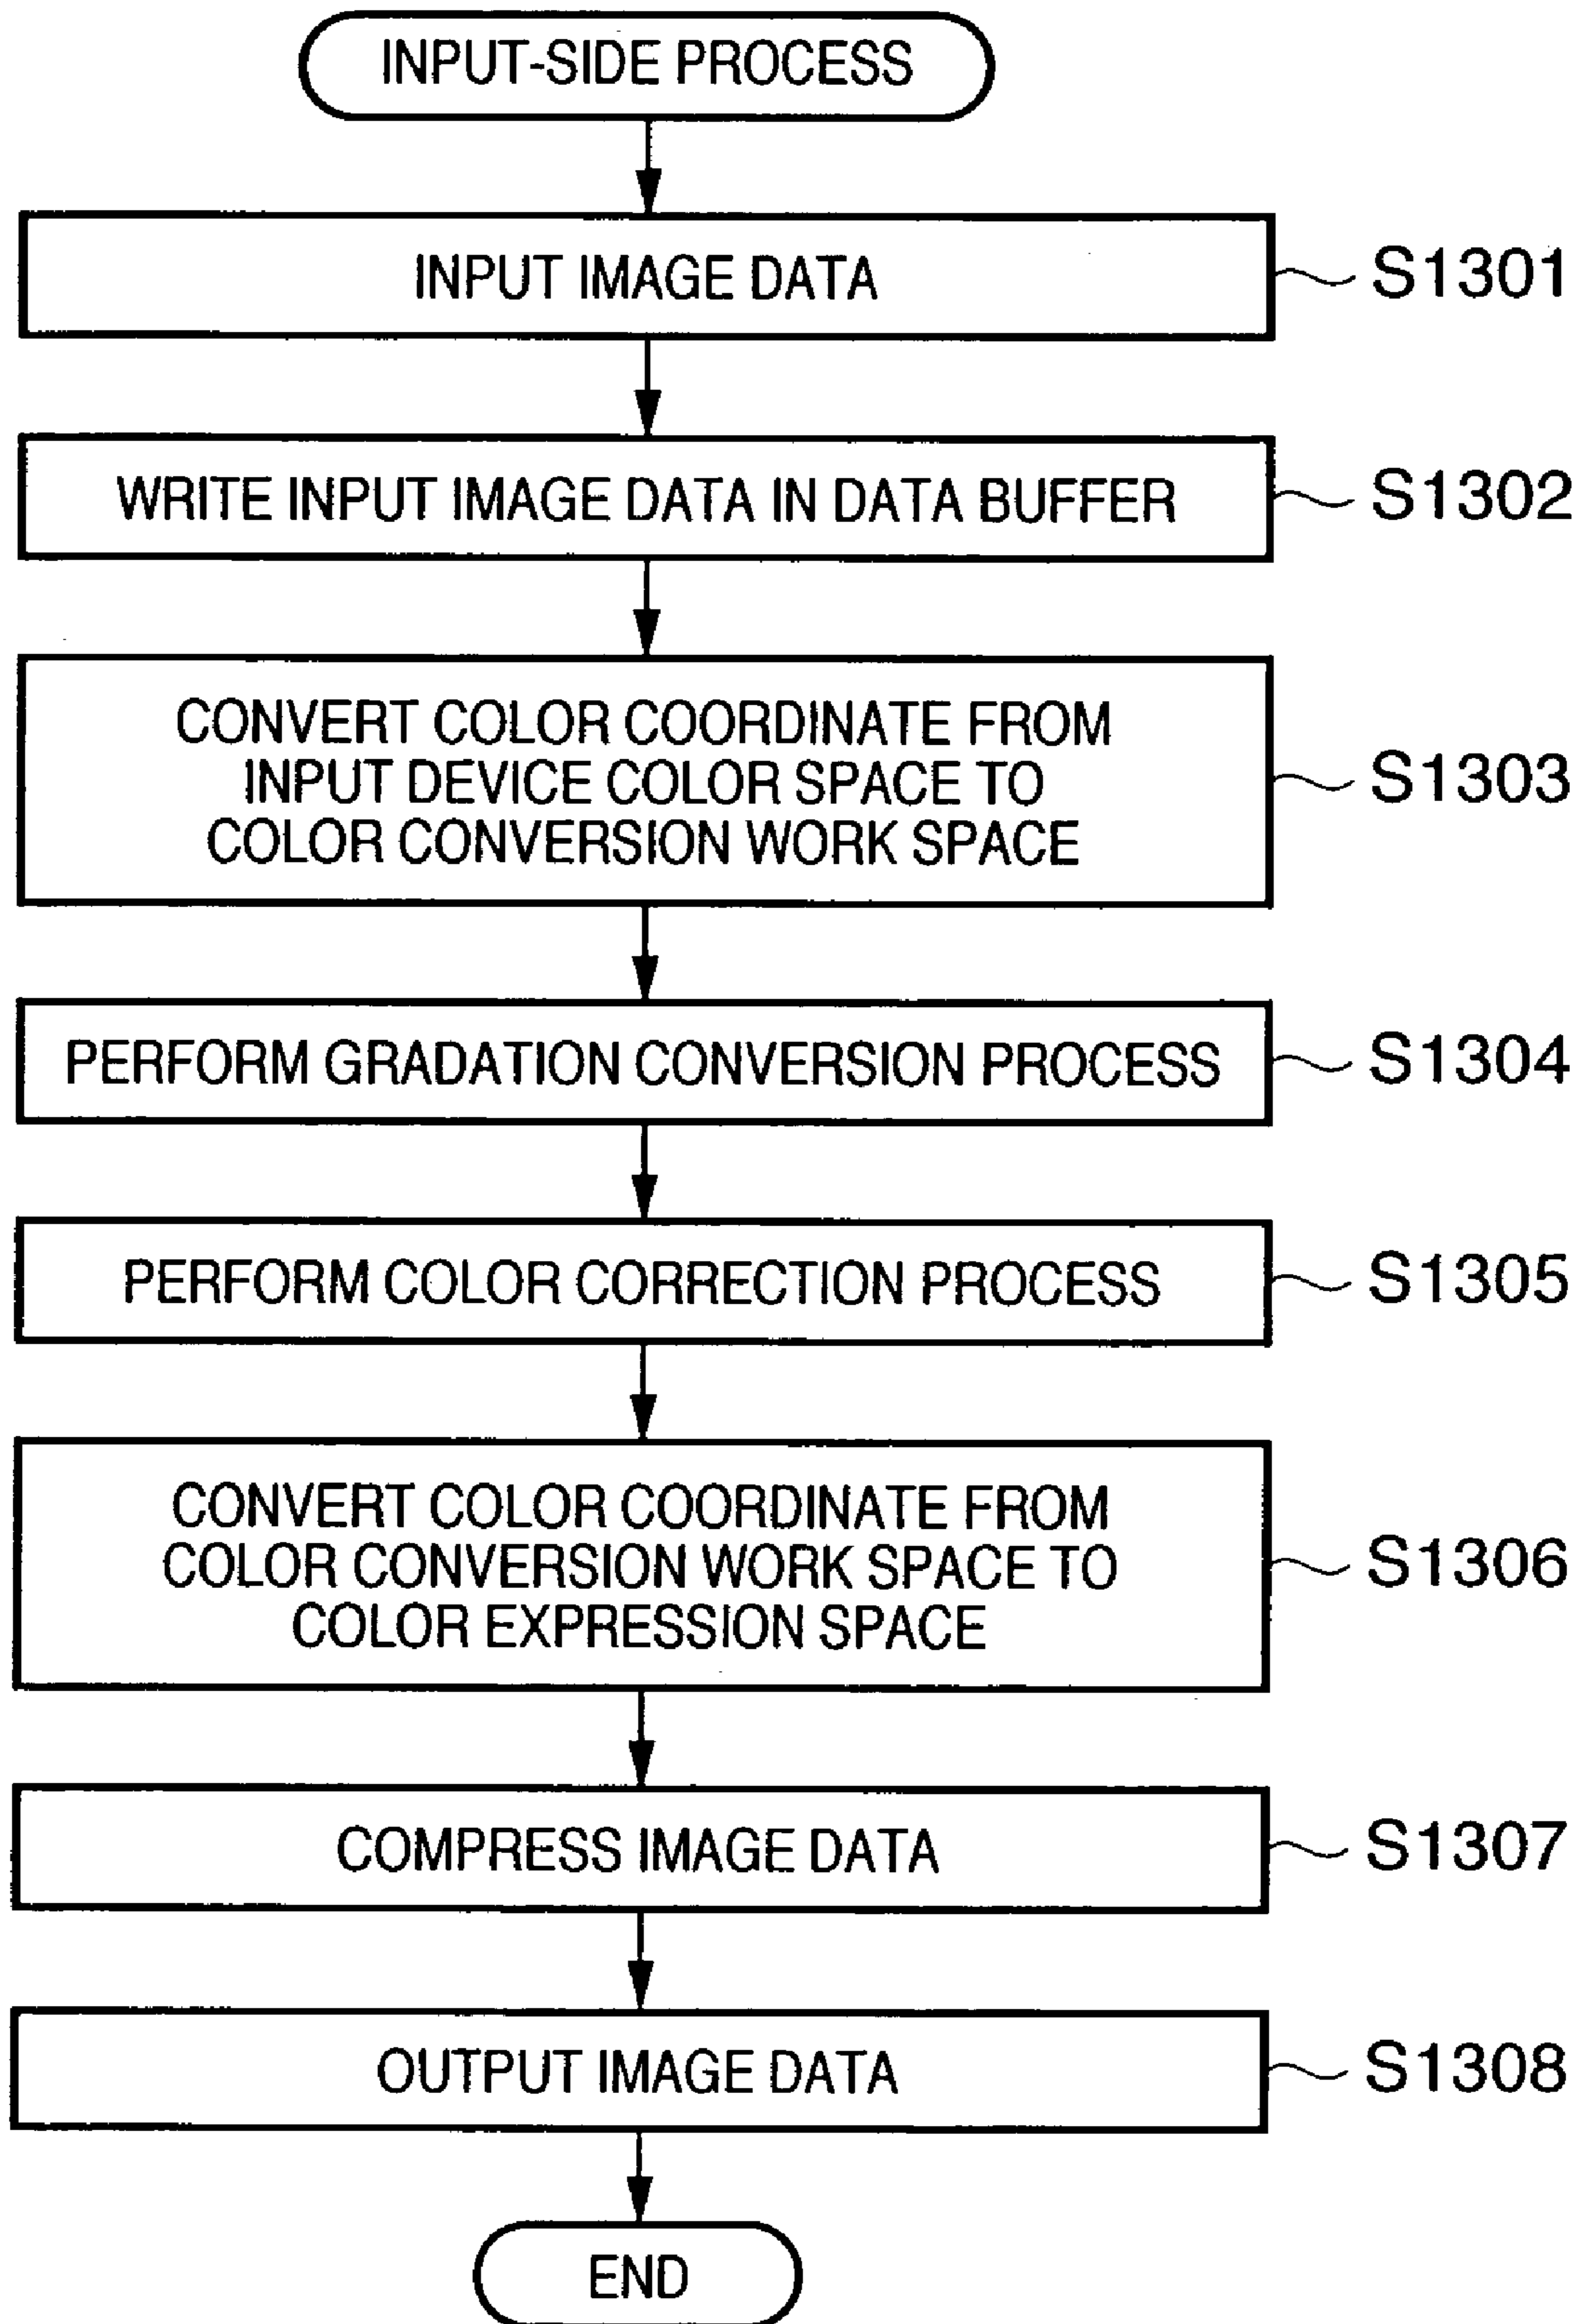 INPUT-SIDE PROCESS
INPUT IMAGE DATA
S1301
WRITE INPUT IMAGE DATA IN DATA BUFFER
S1302
CONVERT COLOR COORDINATE FROM
INPUT DEVICE COLOR SPACE TO
COLOR CONVERSION WORK SPACE
S1303
PERFORM GRADATION CONVERSION PROCESS
S1304
PERFORM COLOR CORRECTION PROCESS
S1305
CONVERT COLOR COORDINATE FROM
COLOR CONVERSION WORK SPACE TO
COLOR EXPRESSION SPACE
S1306
COMPRESS IMAGE DATA
S1307
OUTPUT IMAGE DATA
S1308
END